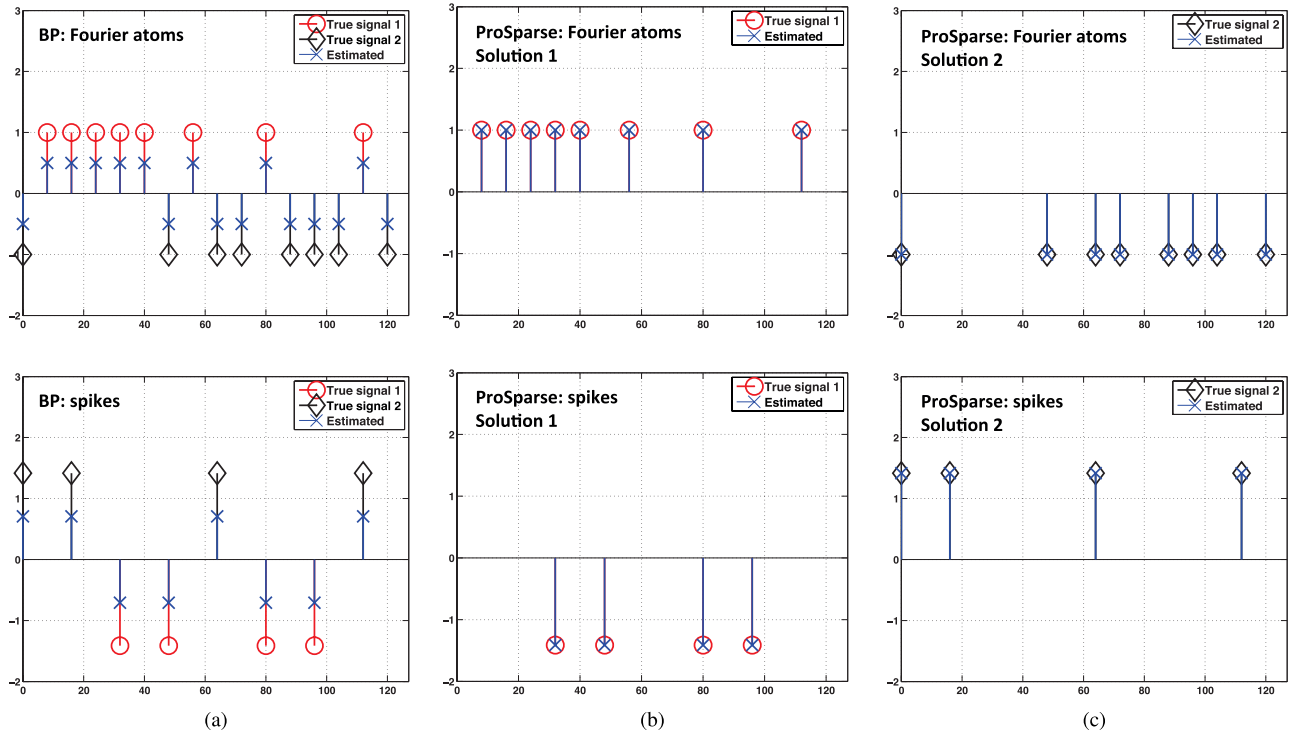 BP: Fourier atoms
True signal 1
True signal 2
Estimated
3
2
1
0
−1
−2
0 20 40 60 80 100 120
ProSparse: Fourier atoms
Solution 1
True signal 1
Estimated
3
2
1
0
−1
−2
0 20 40 60 80 100 120
ProSparse: Fourier atoms
Solution 2
True signal 2
Estimated
3
2
1
0
−1
−2
0 20 40 60 80 100 120
BP: spikes
True signal 1
True signal 2
Estimated
3
2
1
0
−1
−2
0 20 40 60 80 100 120
ProSparse: spikes
Solution 1
True signal 1
Estimated
3
2
1
0
−1
−2
0 20 40 60 80 100 120
ProSparse: spikes
Solution 2
True signal 2
Estimated
3
2
1
0
−1
−2
0 20 40 60 80 100 120
(a)
(b)
(c)